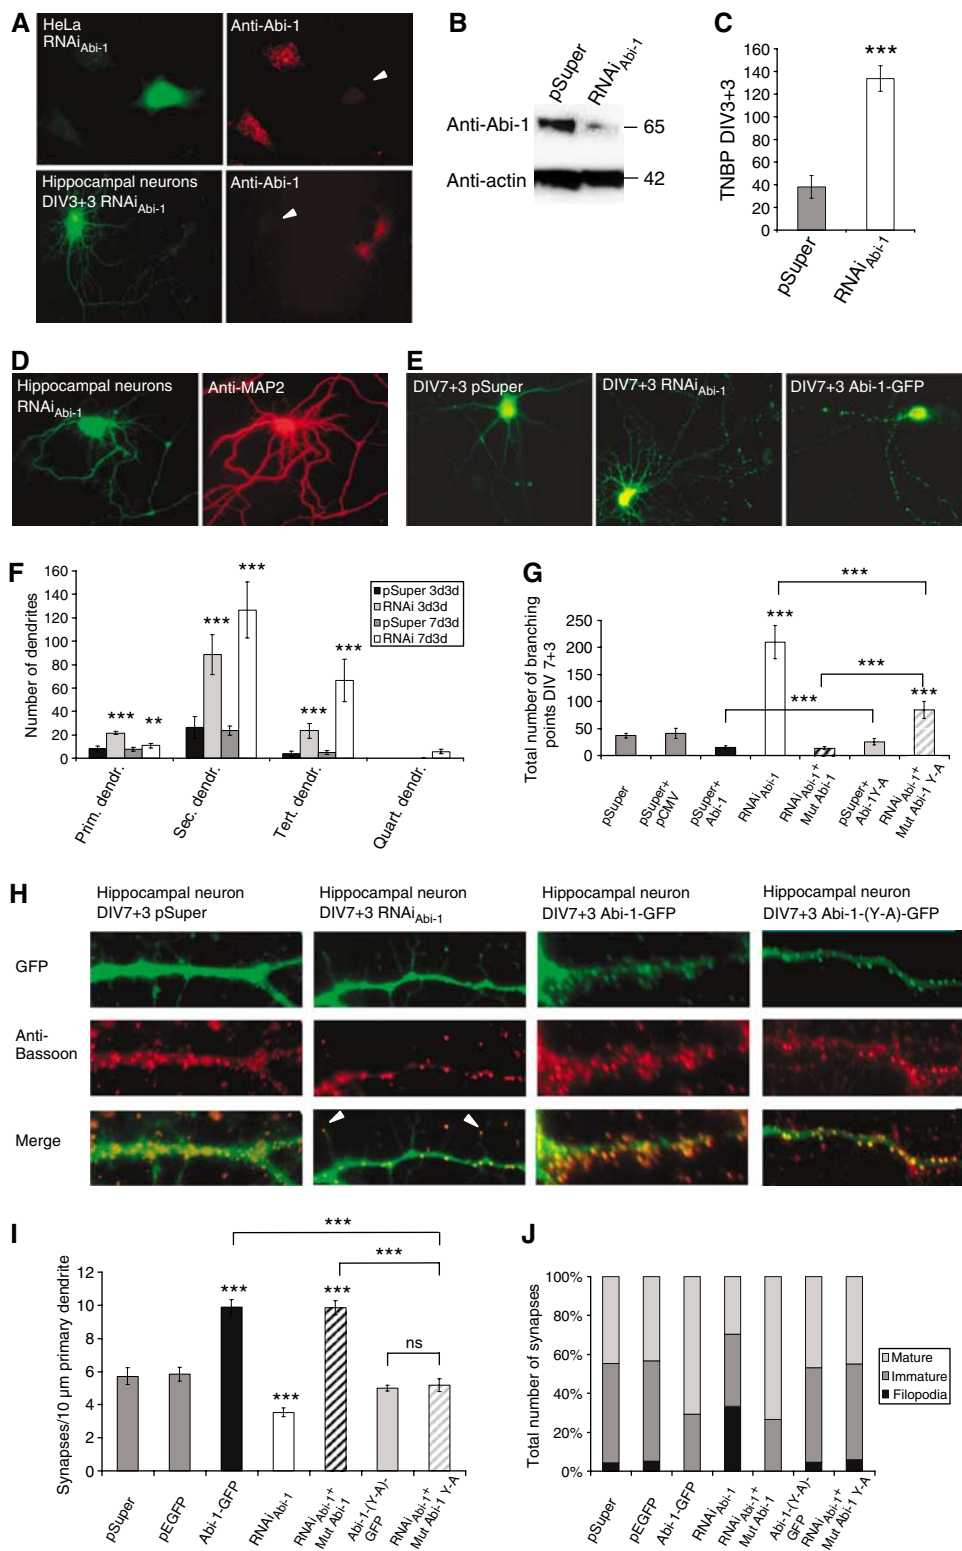 A
HeLa
RNAiAbi-1
Anti-Abi-1
Hippocampal neurons
DIV3+3 RNAiAbi-1
Anti-Abi-1
B
pSuper
RNAiAbi-1
Anti-Abi-1
65
Anti-actin
42
C
TNBP DIV3+3
160
140
120
100
80
60
40
20
0
***
pSuper
RNAiAbi-1
D
Hippocampal neurons
RNAiAbi-1
Anti-MAP2
E
DIV7+3 pSuper
DIV7+3 RNAiAbi-1
DIV7+3 Abi-1-GFP
F
Number of dendrites
160
140
120
100
80
60
40
20
0
***
**
***
***
***
***
pSuper 3d3d
RNAi 3d3d
pSuper 7d3d
RNAi 7d3d
Prim. dendr.
Sec. dendr.
Tert. dendr.
Quart. dendr.
G
Total number of branching
points DIV 7+3
250
200
150
100
50
0
***
***
***
***
***
pSuper
pSuper+
pCMV
pSuper+
Abi-1
RNAiAbi-1
RNAiAbi-1+
Mut Abi-1
pSuper+
Abi-1Y-A
RNAiAbi-1+
Mut Abi-1 Y-A
H
Hippocampal neuron
DIV7+3 pSuper
Hippocampal neuron
DIV7+3 RNAiAbi-1
Hippocampal neuron
DIV7+3 Abi-1-GFP
Hippocampal neuron
DIV7+3 Abi-1-(Y-A)-GFP
GFP
Anti-
Bassoon
Merge
I
Synapses/10 µm primary dendrite
12
10
8
6
4
2
0
***
***
***
***
***
ns
pSuper
pEGFP
Abi-1-GFP
RNAiAbi-1
RNAiAbi-1+
Mut Abi-1
Abi-1-(Y-A)-
GFP
RNAiAbi-1+
Mut Abi-1 Y-A
J
Total number of synapses
100%
80%
60%
40%
20%
0%
Mature
Immature
Filopodia
pSuper
pEGFP
Abi-1-GFP
RNAiAbi-1
RNAiAbi-1+
Mut Abi-1
Abi-1-(Y-A)-
GFP
RNAiAbi-1+
Mut Abi-1 Y-A